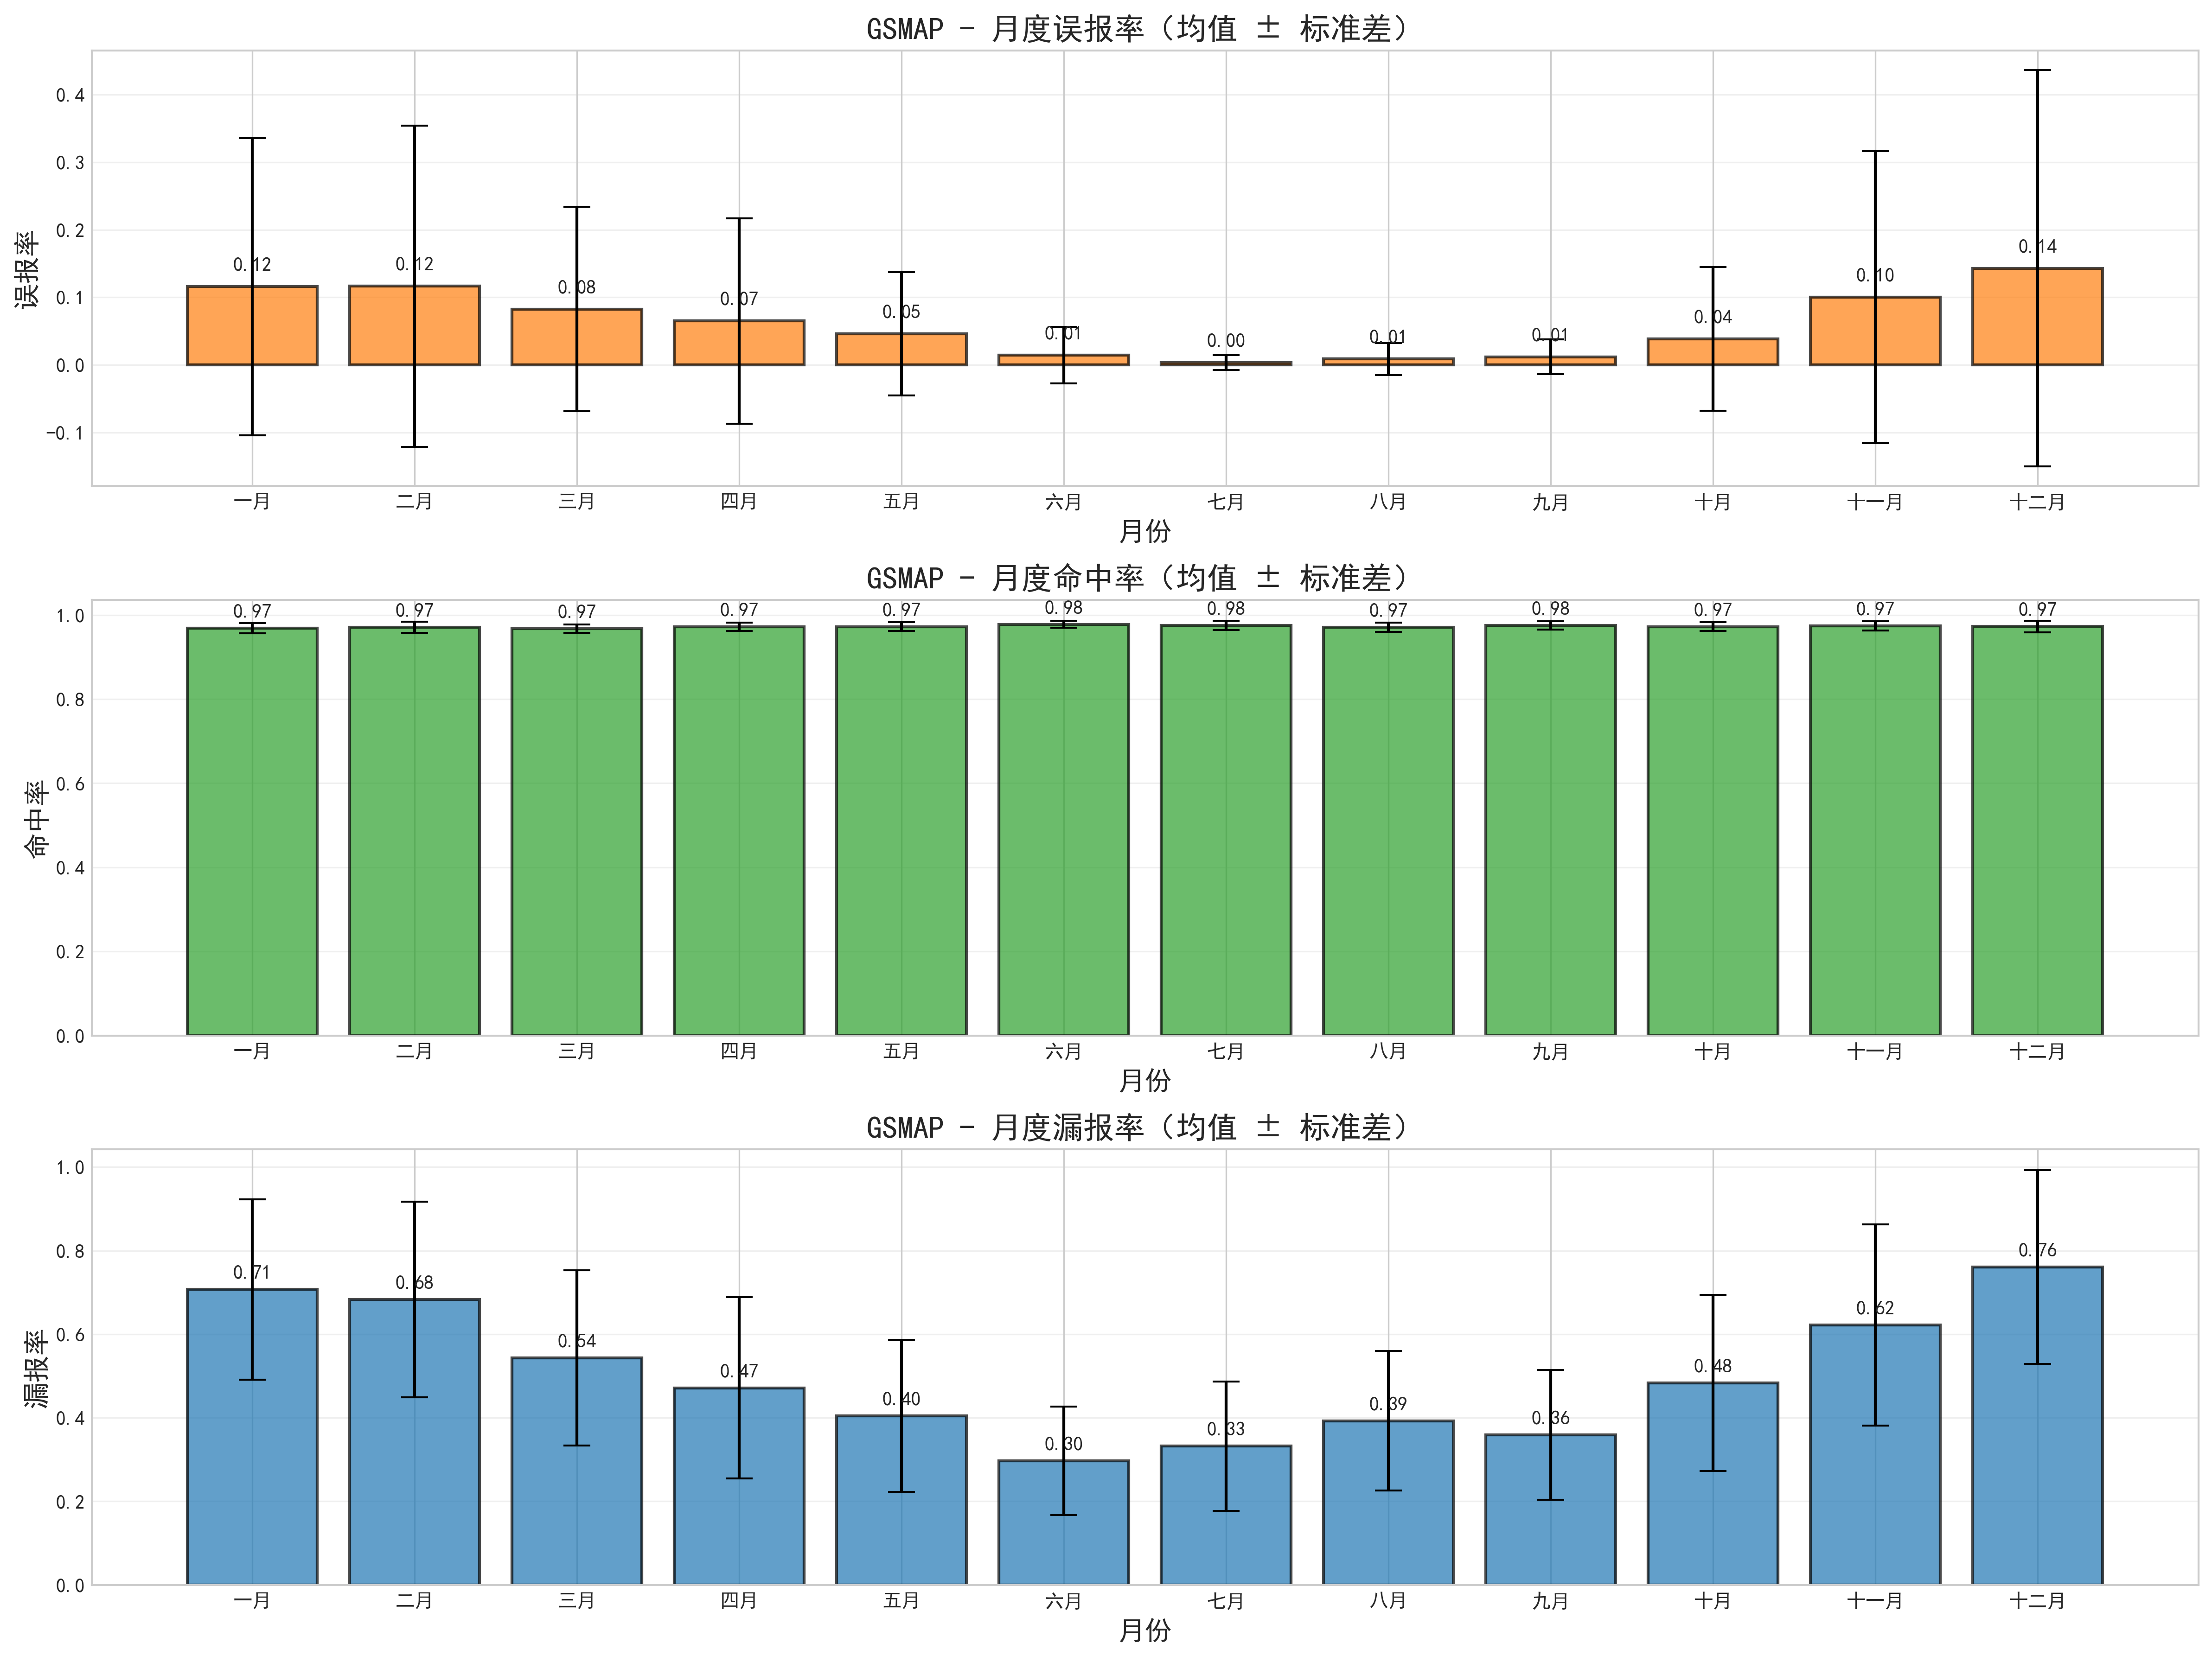 GSMAP - 月度误报率（均值 ± 标准差）
误报率
0.4
0.3
0.2
0.1
0.0
-0.1
0.12 0.12 0.08 0.07 0.05 0.01 0.00 0.01 0.01 0.04 0.10 0.14
一月 二月 三月 四月 五月 六月 七月 八月 九月 十月 十一月 十二月
月份
GSMAP - 月度命中率（均值 ± 标准差）
命中率
1.0
0.8
0.6
0.4
0.2
0.0
0.97 0.97 0.97 0.97 0.97 0.98 0.98 0.97 0.98 0.97 0.97 0.97
一月 二月 三月 四月 五月 六月 七月 八月 九月 十月 十一月 十二月
月份
GSMAP - 月度漏报率（均值 ± 标准差）
漏报率
1.0
0.8
0.6
0.4
0.2
0.0
0.71 0.68 0.54 0.47 0.40 0.30 0.33 0.39 0.36 0.48 0.62 0.76
一月 二月 三月 四月 五月 六月 七月 八月 九月 十月 十一月 十二月
月份